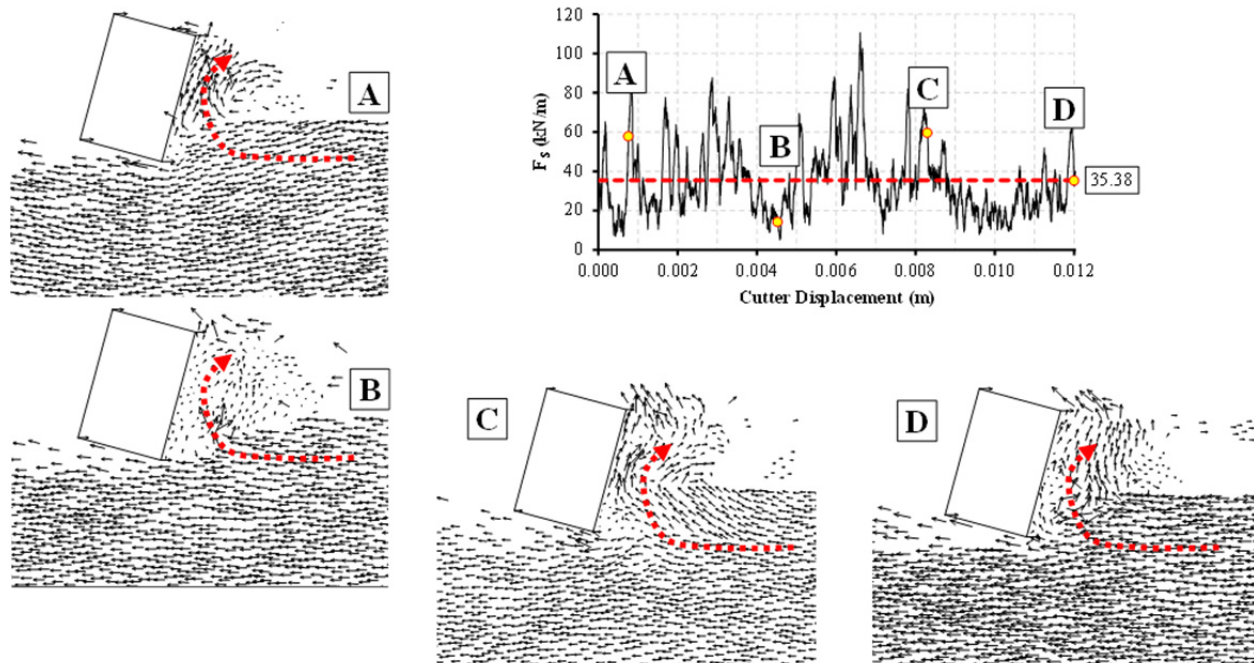 A
B
C
D
120
100
80
60
40
20
0
F_s (kN/m)
A
B
C
D
35.38
0.000 0.002 0.004 0.006 0.008 0.010 0.012
Cutter Displacement (m)